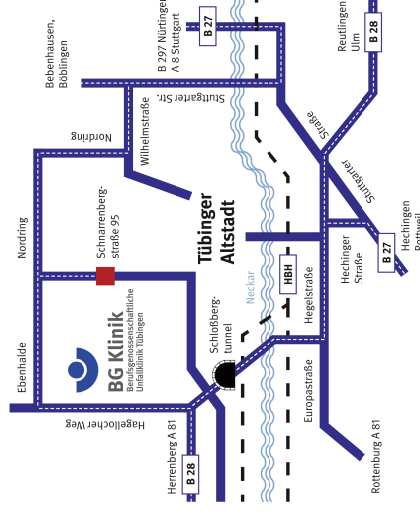 Bebenhausen,
Böblingen
B 297 Nürtingen
A 8 Stuttgart
B 27
Reutlingen
Ulm
B 28
Stuttgarter Str.
Nordring
Wilhelmstraße
Straße
Stuttgarter
Nordring
Schnarrenberg-
straße 95
Tübinger
Altstadt
Hechingen
Rottweil
B 27
Hechinger
Straße
HBH
Neckar
Hegelstraße
Ebenhalde
BG Klinik
Berufsgenossenschaftliche
Unfallklinik Tübingen
Schloßberg-
tunnel
Hagellocher Weg
Europastraße
Herrenberg A 81
B 28
Rottenburg A 81